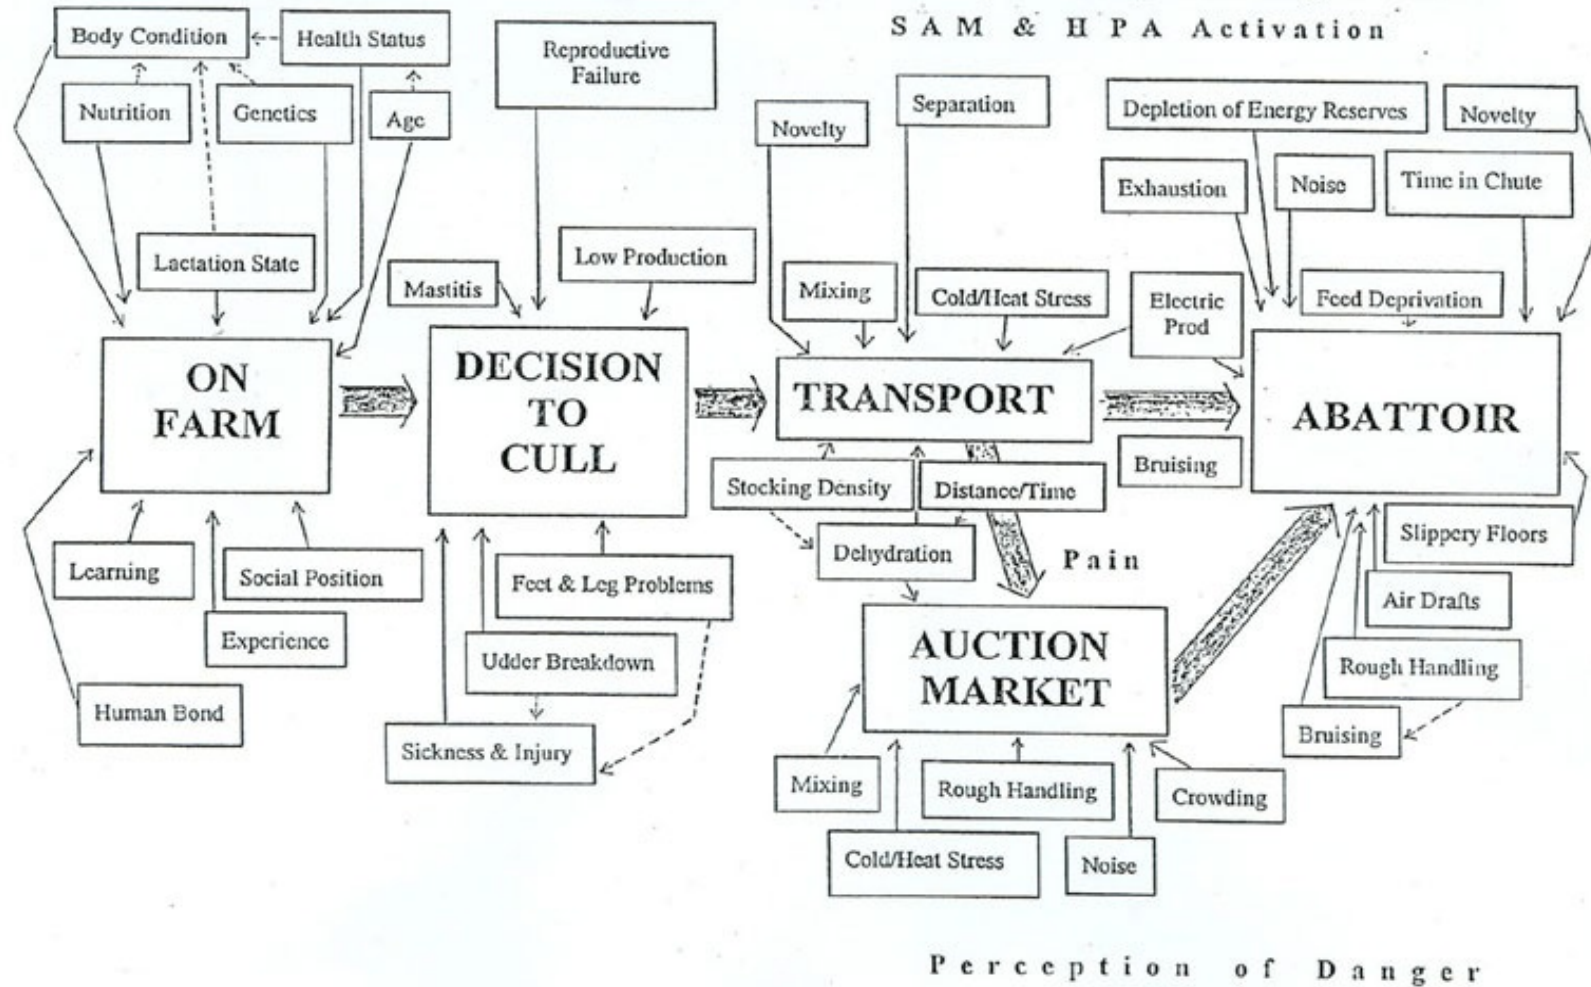 SAM & HPA Activation
Body Condition
Health Status
Nutrition
Genetics
Age
Lactation State
Reproductive
Failure
Mastitis
Low Production
Novelty
Separation
Mixing
Cold/Heat Stress
Electric
Prod
Depletion of Energy Reserves
Novelty
Exhaustion
Noise
Time in Chute
Feed Deprivation
ON
FARM
DECISION
TO
CULL
TRANSPORT
ABATTOIR
Bruising
Stocking Density
Distance/Time
Dehydration
Pain
Learning
Social Position
Experience
Human Bond
Feet & Leg Problems
Udder Breakdown
Sickness & Injury
AUCTION
MARKET
Slippery Floors
Air Drafts
Rough Handling
Bruising
Mixing
Rough Handling
Crowding
Cold/Heat Stress
Noise
Perception of Danger